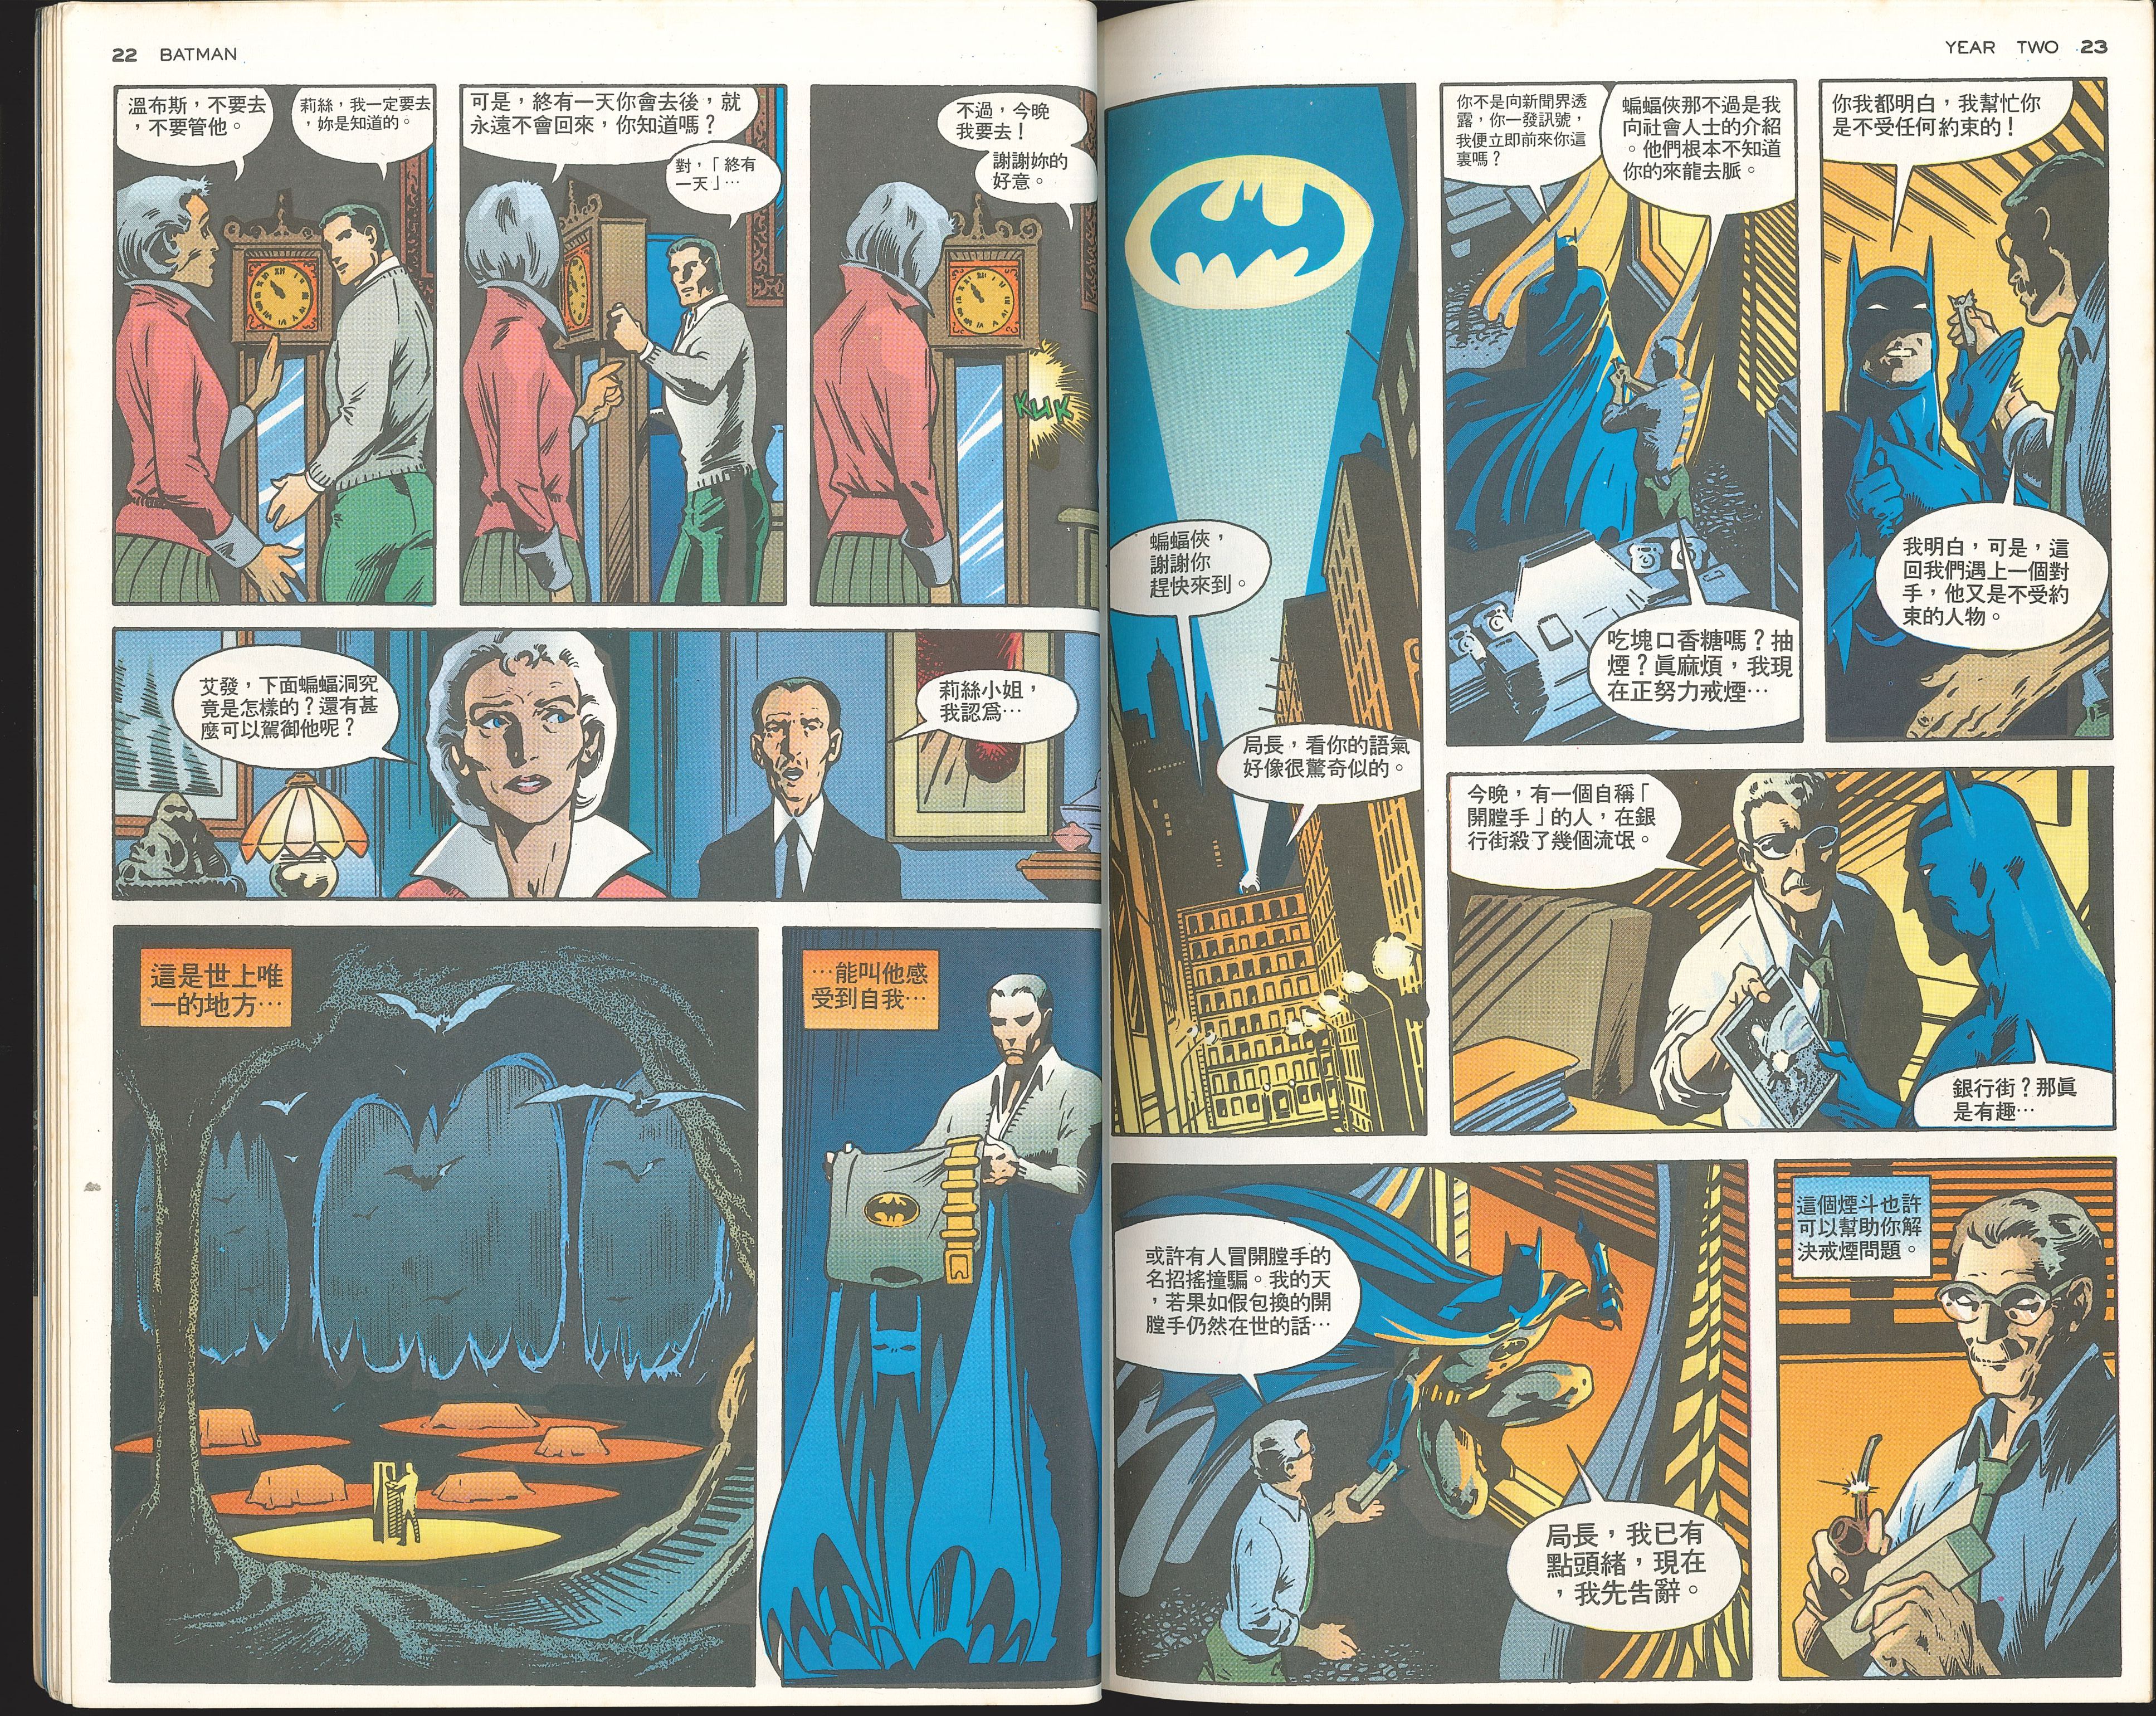 22 BATMAN
溫布斯，不要去
，不要管他。
莉絲，我一定要去
，妳是知道的。
可是，終有一天你會去後，就
永遠不會回來，你知道嗎？
對，「終有
一天」…
不過，今晚
我要去！
謝謝妳的
好意。
KLIK
艾發，下面蝙蝠洞究
竟是怎樣的？還有甚
麼可以駕御他呢？
莉絲小姐，
我認爲…
這是世上唯
一的地方…
…能叫他感
受到自我…
YEAR TWO 23
蝙蝠俠，
謝謝你
趕快來到。
局長，看你的語氣
好像很驚奇似的。
你不是向新聞界透
露，你一發訊號，
我便立即前來你這
裏嗎？
蝙蝠俠那不過是我
向社會人士的介紹
。他們根本不知道
你的來龍去脈。
吃塊口香糖嗎？抽
煙？眞麻煩，我現
在正努力戒煙…
你我都明白，我幫忙你
是不受任何約束的！
我明白，可是，這
回我們遇上一個對
手，他又是不受約
束的人物。
今晚，有一個自稱「
開膛手」的人，在銀
行街殺了幾個流氓。
銀行街？那眞
是有趣…
或許有人冒開膛手的
名招搖撞騙。我的天
，若果如假包換的開
膛手仍然在世的話…
局長，我已有
點頭緒，現在
，我先告辭。
這個煙斗也許
可以幫助你解
決戒煙問題。